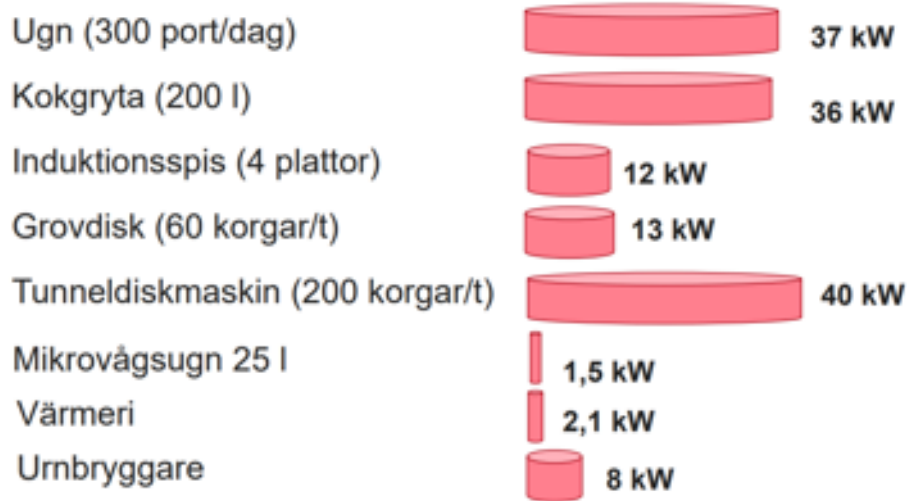 Ugn (300 port/dag) 37 kW
Kokgryta (200 l) 36 kW
Induktionsspis (4 plattor) 12 kW
Grovdisk (60 korgar/t) 13 kW
Tunneldiskmaskin (200 korgar/t) 40 kW
Mikrovågsugn 25 l 1,5 kW
Värmeri 2,1 kW
Urnbryggare 8 kW